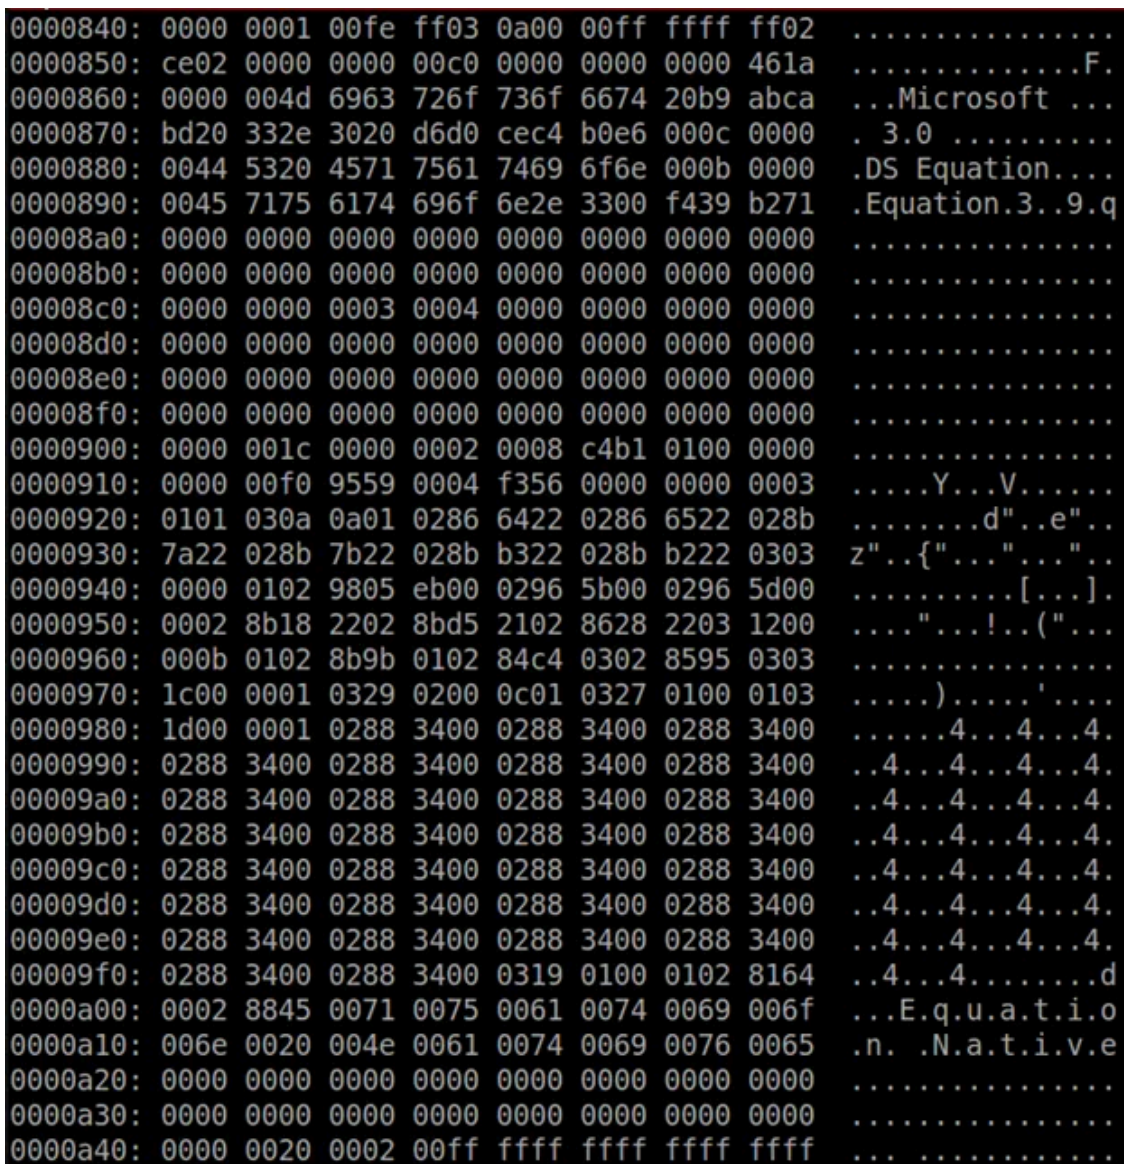 0000840: 0000 0001 00fe ff03 0a00 00ff ffff ff02  ................
0000850: ce02 0000 0000 00c0 0000 0000 0000 461a  ..............F.
0000860: 0000 004d 6963 726f 736f 6674 20b9 abca  ...Microsoft ...
0000870: bd20 332e 3020 d6d0 cec4 b0e6 000c 0000  . 3.0 ..........
0000880: 0044 5320 4571 7561 7469 6f6e 000b 0000  .DS Equation....
0000890: 0045 7175 6174 696f 6e2e 3300 f439 b271  .Equation.3..9.q
00008a0: 0000 0000 0000 0000 0000 0000 0000 0000  ................
00008b0: 0000 0000 0000 0000 0000 0000 0000 0000  ................
00008c0: 0000 0000 0003 0004 0000 0000 0000 0000  ................
00008d0: 0000 0000 0000 0000 0000 0000 0000 0000  ................
00008e0: 0000 0000 0000 0000 0000 0000 0000 0000  ................
00008f0: 0000 0000 0000 0000 0000 0000 0000 0000  ................
0000900: 0000 001c 0000 0002 0008 c4b1 0100 0000  ................
0000910: 0000 00f0 9559 0004 f356 0000 0000 0003  .....Y...V......
0000920: 0101 030a 0a01 0286 6422 0286 6522 028b  ........d"..e"..
0000930: 7a22 028b 7b22 028b b322 028b b222 0303  z"..{"..."..."..
0000940: 0000 0102 9805 eb00 0296 5b00 0296 5d00  ..........[...].
0000950: 0002 8b18 2202 8bd5 2102 8628 2203 1200  ...."...!..("...
0000960: 000b 0102 8b9b 0102 84c4 0302 8595 0303  ................
0000970: 1c00 0001 0329 0200 0c01 0327 0100 0103  .....).....'....
0000980: 1d00 0001 0288 3400 0288 3400 0288 3400  ......4...4...4.
0000990: 0288 3400 0288 3400 0288 3400 0288 3400  ..4...4...4...4.
00009a0: 0288 3400 0288 3400 0288 3400 0288 3400  ..4...4...4...4.
00009b0: 0288 3400 0288 3400 0288 3400 0288 3400  ..4...4...4...4.
00009c0: 0288 3400 0288 3400 0288 3400 0288 3400  ..4...4...4...4.
00009d0: 0288 3400 0288 3400 0288 3400 0288 3400  ..4...4...4...4.
00009e0: 0288 3400 0288 3400 0288 3400 0288 3400  ..4...4...4...4.
00009f0: 0288 3400 0288 3400 0319 0100 0102 8164  ..4...4........d
0000a00: 0002 8845 0071 0075 0061 0074 0069 006f  ...E.q.u.a.t.i.o
0000a10: 006e 0020 004e 0061 0074 0069 0076 0065  .n. .N.a.t.i.v.e
0000a20: 0000 0000 0000 0000 0000 0000 0000 0000  ................
0000a30: 0000 0000 0000 0000 0000 0000 0000 0000  ................
0000a40: 0000 0020 0002 00ff ffff ffff ffff ffff  ... ............